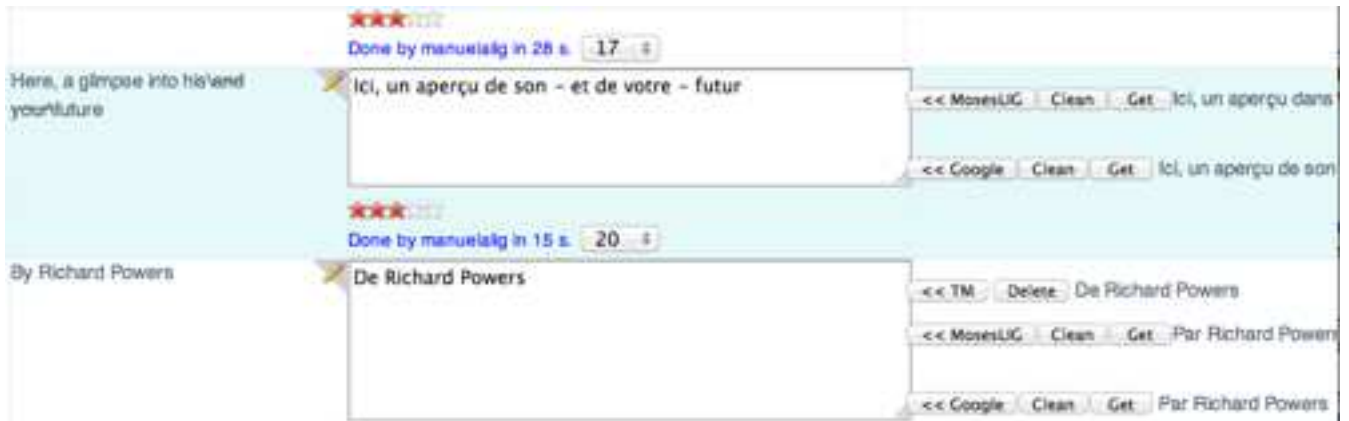 Done by manuelalig in 28 s. 17
Here, a glimpse into his\and
your\future
Ici, un aperçu de son – et de votre – futur
<< MosesLIG Clean Get Ici, un aperçu dans
<< Google Clean Get Ici, un aperçu de son
Done by manuelalig in 15 s. 20
By Richard Powers
De Richard Powers
<< TM Delete De Richard Powers
<< MosesLIG Clean Get Par Richard Powers
<< Google Clean Get Par Richard Powers